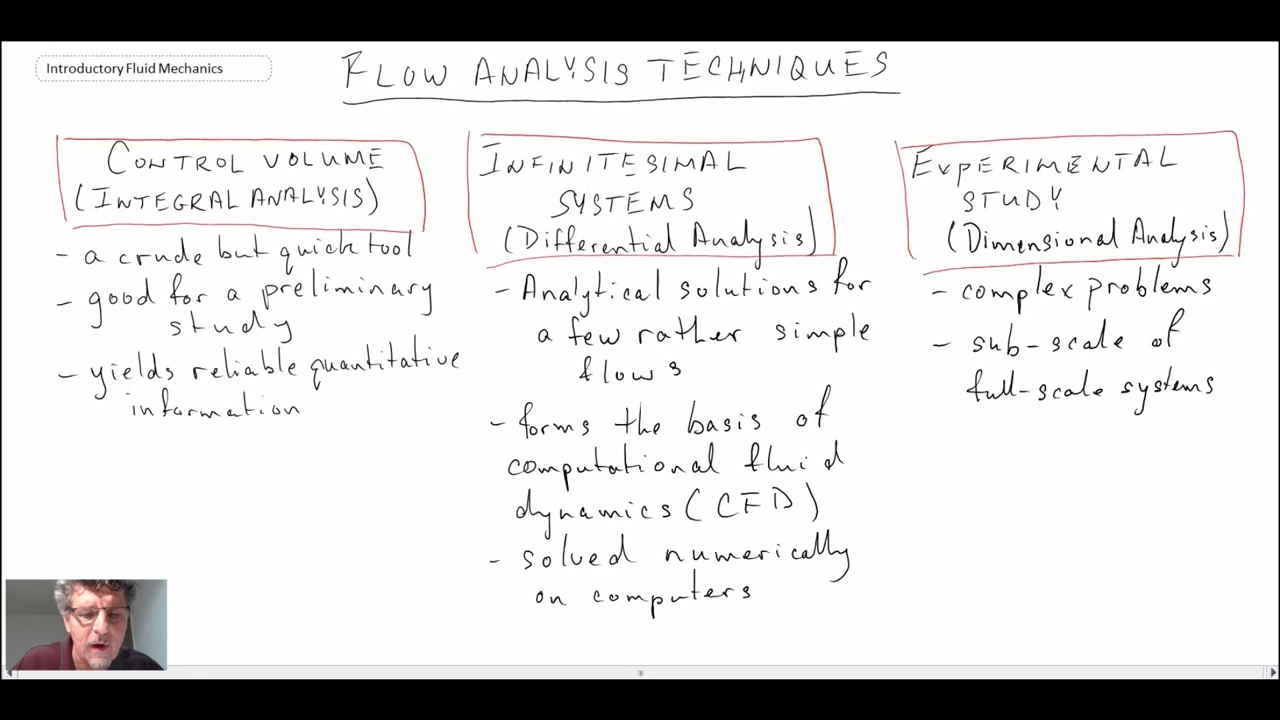 Introductory Fluid Mechanics
FLOW ANALYSIS TECHNIQUES
CONTROL VOLUME
(INTEGRAL ANALYSIS)
- a crude but quick tool
- good for a preliminary
study
- yields reliable quantitative
information
INFINITESIMAL
SYSTEMS
(Differential Analysis)
- Analytical solutions for
a few rather simple
flows
- forms the basis of
computational fluid
dynamics (CFD)
- solved numerically
on computers
EXPERIMENTAL
STUDY
(Dimensional Analysis)
- complex problems
- sub-scale of
full-scale systems